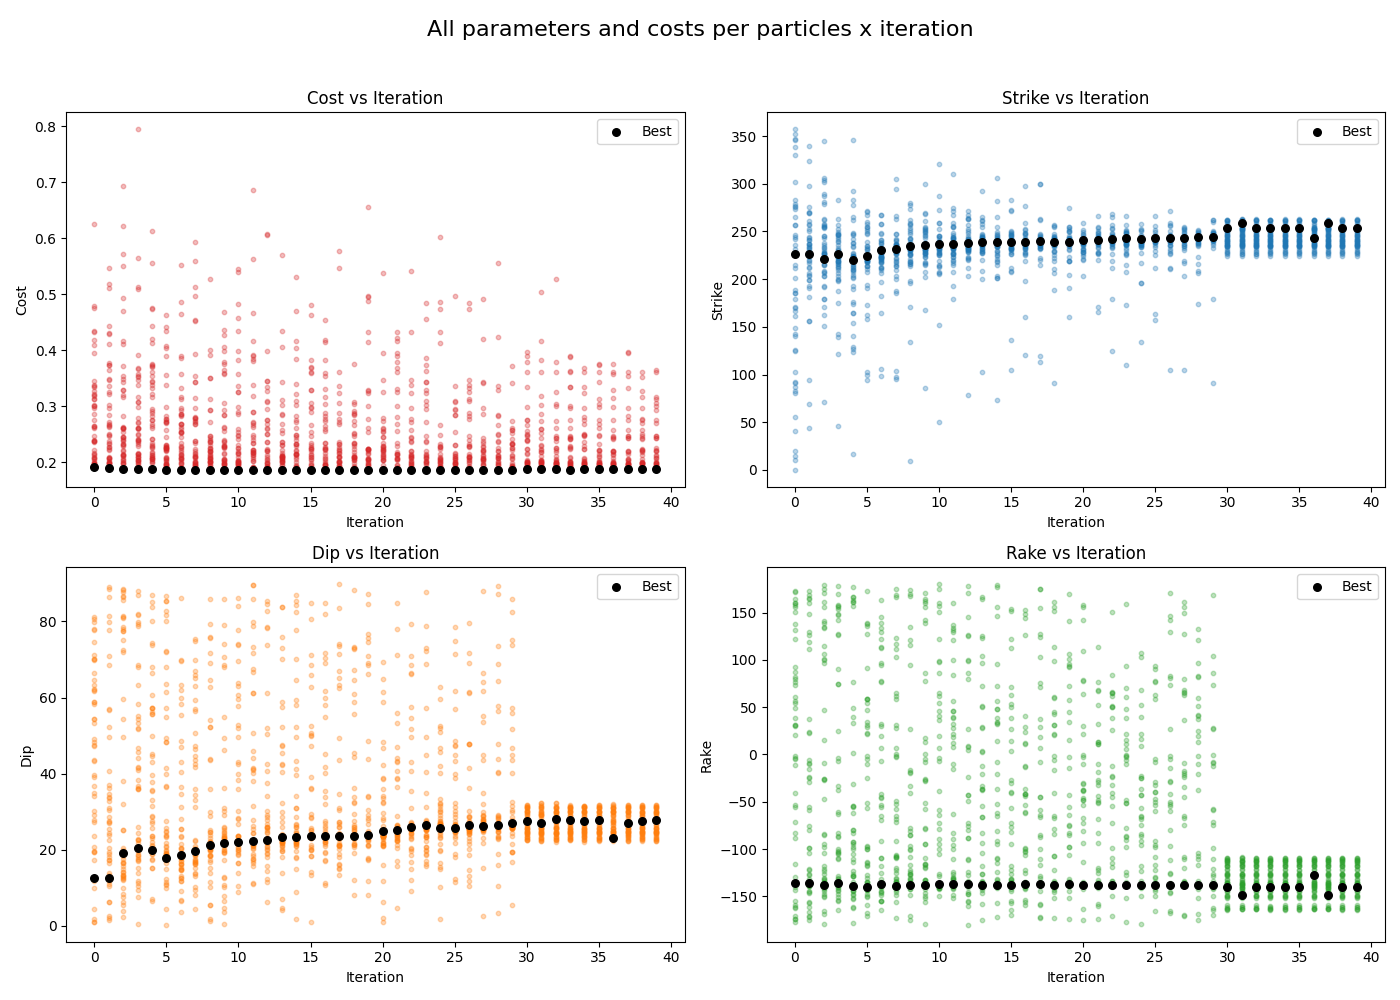 All parameters and costs per particles x iteration
Cost vs Iteration
Best
Cost
0.8
0.7
0.6
0.5
0.4
0.3
0.2
0 5 10 15 20 25 30 35 40
Iteration
Strike vs Iteration
Best
Strike
350
300
250
200
150
100
50
0
0 5 10 15 20 25 30 35 40
Iteration
Dip vs Iteration
Best
Dip
80
60
40
20
0
0 5 10 15 20 25 30 35 40
Iteration
Rake vs Iteration
Best
Rake
150
100
50
0
−50
−100
−150
0 5 10 15 20 25 30 35 40
Iteration